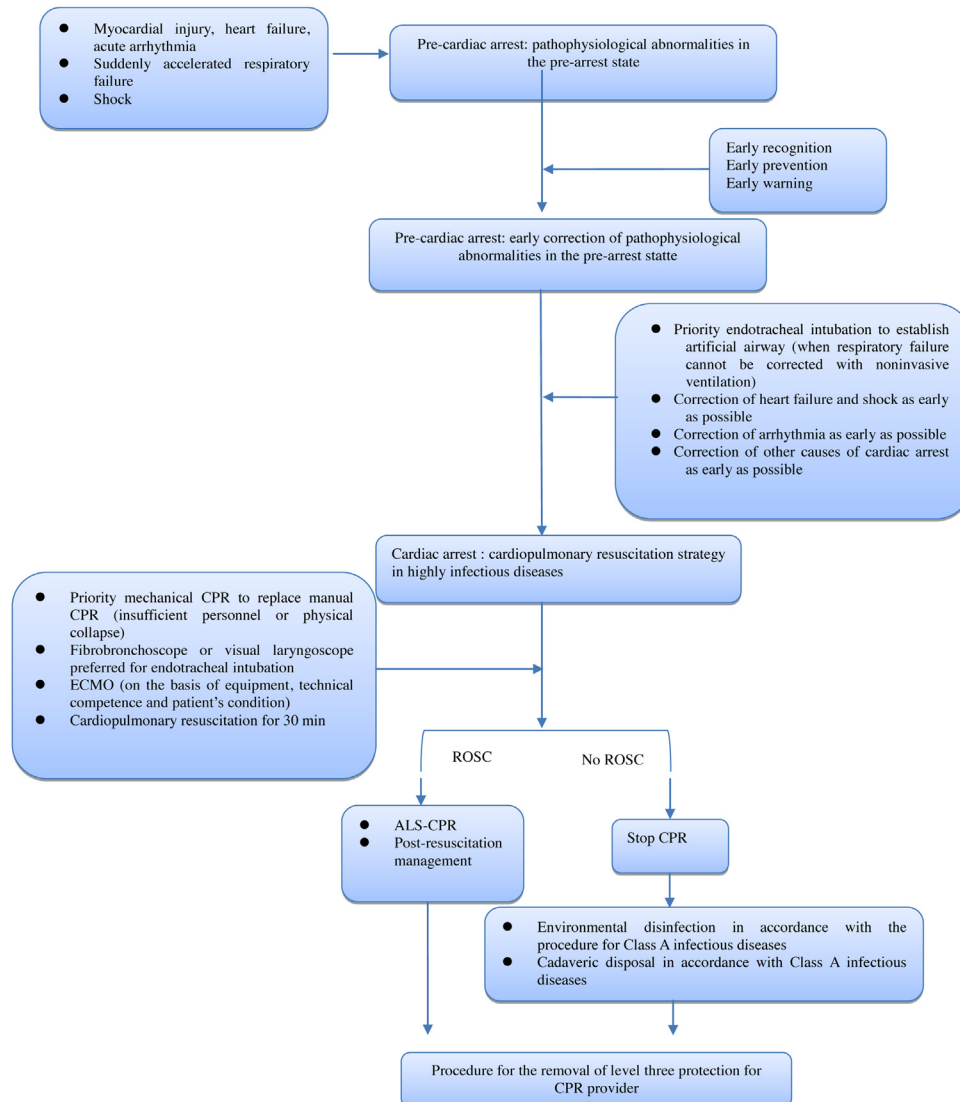 ● Myocardial injury, heart failure,
acute arrhythmia
● Suddenly accelerated respiratory
failure
● Shock
Pre-cardiac arrest: pathophysiological abnormalities in
the pre-arrest state
Early recognition
Early prevention
Early warning
Pre-cardiac arrest: early correction of pathophysiological
abnormalities in the pre-arrest statte
● Priority endotracheal intubation to establish
artificial airway (when respiratory failure
cannot be corrected with noninvasive
ventilation)
● Correction of heart failure and shock as early
as possible
● Correction of arrhythmia as early as possible
● Correction of other causes of cardiac arrest
as early as possible
Cardiac arrest : cardiopulmonary resuscitation strategy
in highly infectious diseases
● Priority mechanical CPR to replace manual
CPR (insufficient personnel or physical
collapse)
● Fibrobronchoscope or visual laryngoscope
preferred for endotracheal intubation
● ECMO (on the basis of equipment, technical
competence and patient's condition)
● Cardiopulmonary resuscitation for 30 min
ROSC
No ROSC
● ALS-CPR
● Post-resuscitation
management
Stop CPR
● Environmental disinfection in accordance with the
procedure for Class A infectious diseases
● Cadaveric disposal in accordance with Class A infectious
diseases
Procedure for the removal of level three protection for
CPR provider